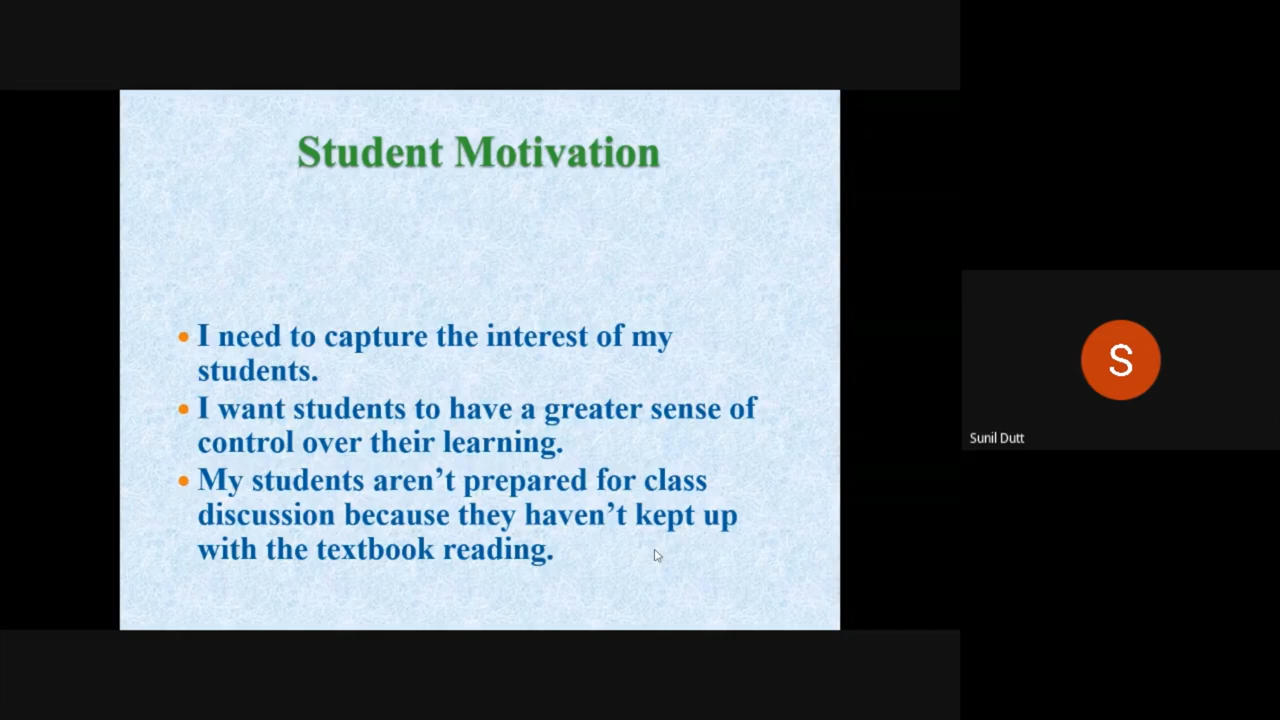 Student Motivation
• I need to capture the interest of my
students.
• I want students to have a greater sense of
control over their learning.
• My students aren’t prepared for class
discussion because they haven’t kept up
with the textbook reading.
S
Sunil Dutt